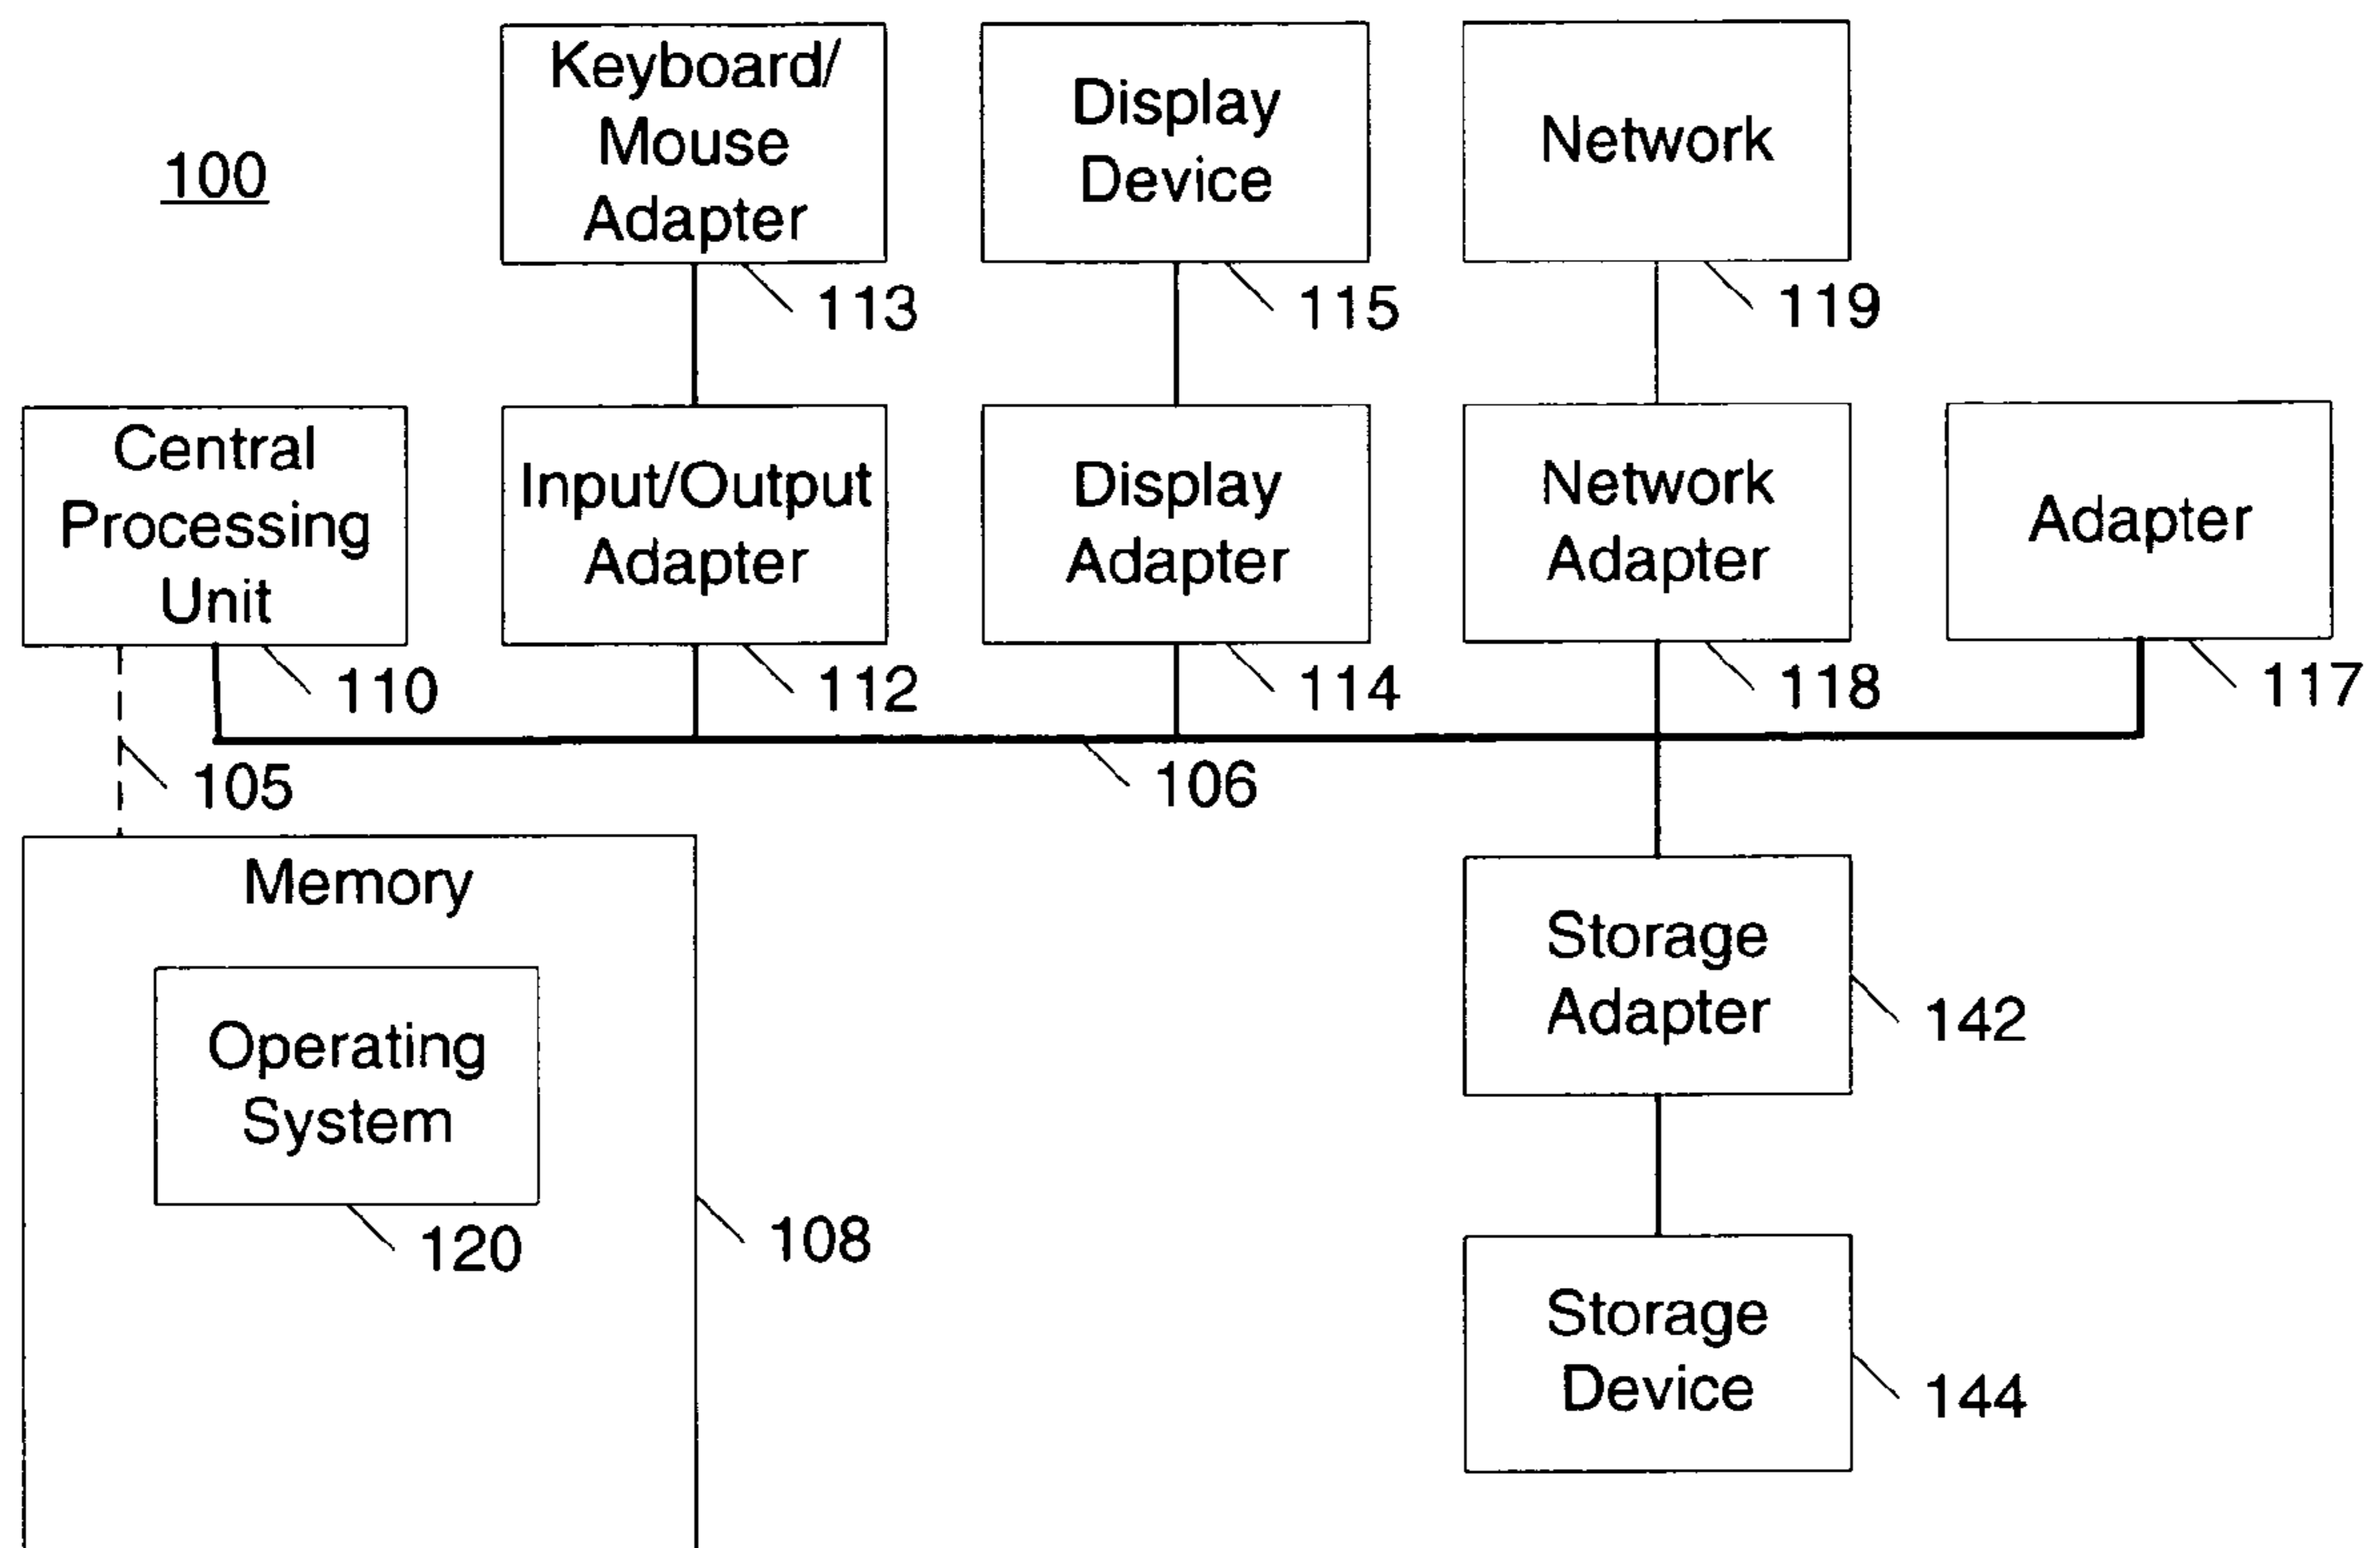 100
Keyboard/
Mouse
Adapter
113
Display
Device
115
Network
119
Central
Processing
Unit
110
Input/Output
Adapter
112
Display
Adapter
114
Network
Adapter
118
Adapter
117
105
106
Memory
Operating
System
120
108
Storage
Adapter
142
Storage
Device
144